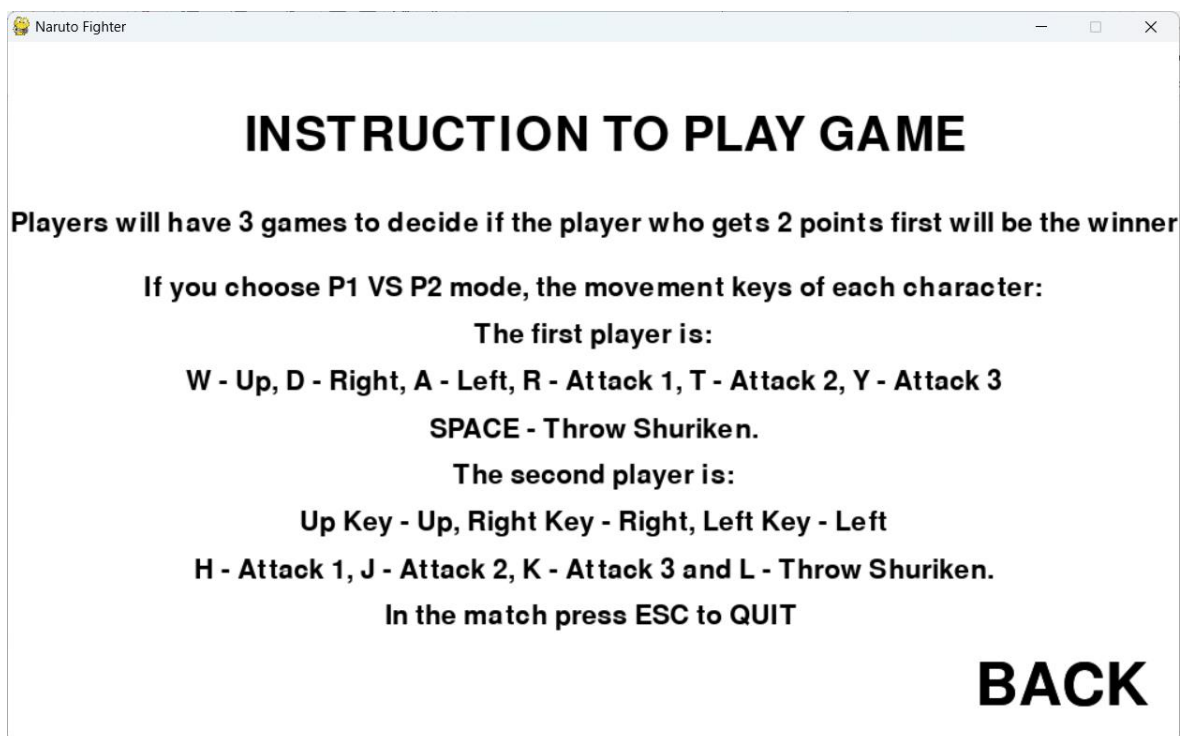 Naruto Fighter
INSTRUCTION TO PLAY GAME
Players will have 3 games to decide if the player who gets 2 points first will be the winner
If you choose P1 VS P2 mode, the movement keys of each character:
The first player is:
W - Up, D - Right, A - Left, R - Attack 1, T - Attack 2, Y - Attack 3
SPACE - Throw Shuriken.
The second player is:
Up Key - Up, Right Key - Right, Left Key - Left
H - Attack 1, J - Attack 2, K - Attack 3 and L - Throw Shuriken.
In the match press ESC to QUIT
BACK